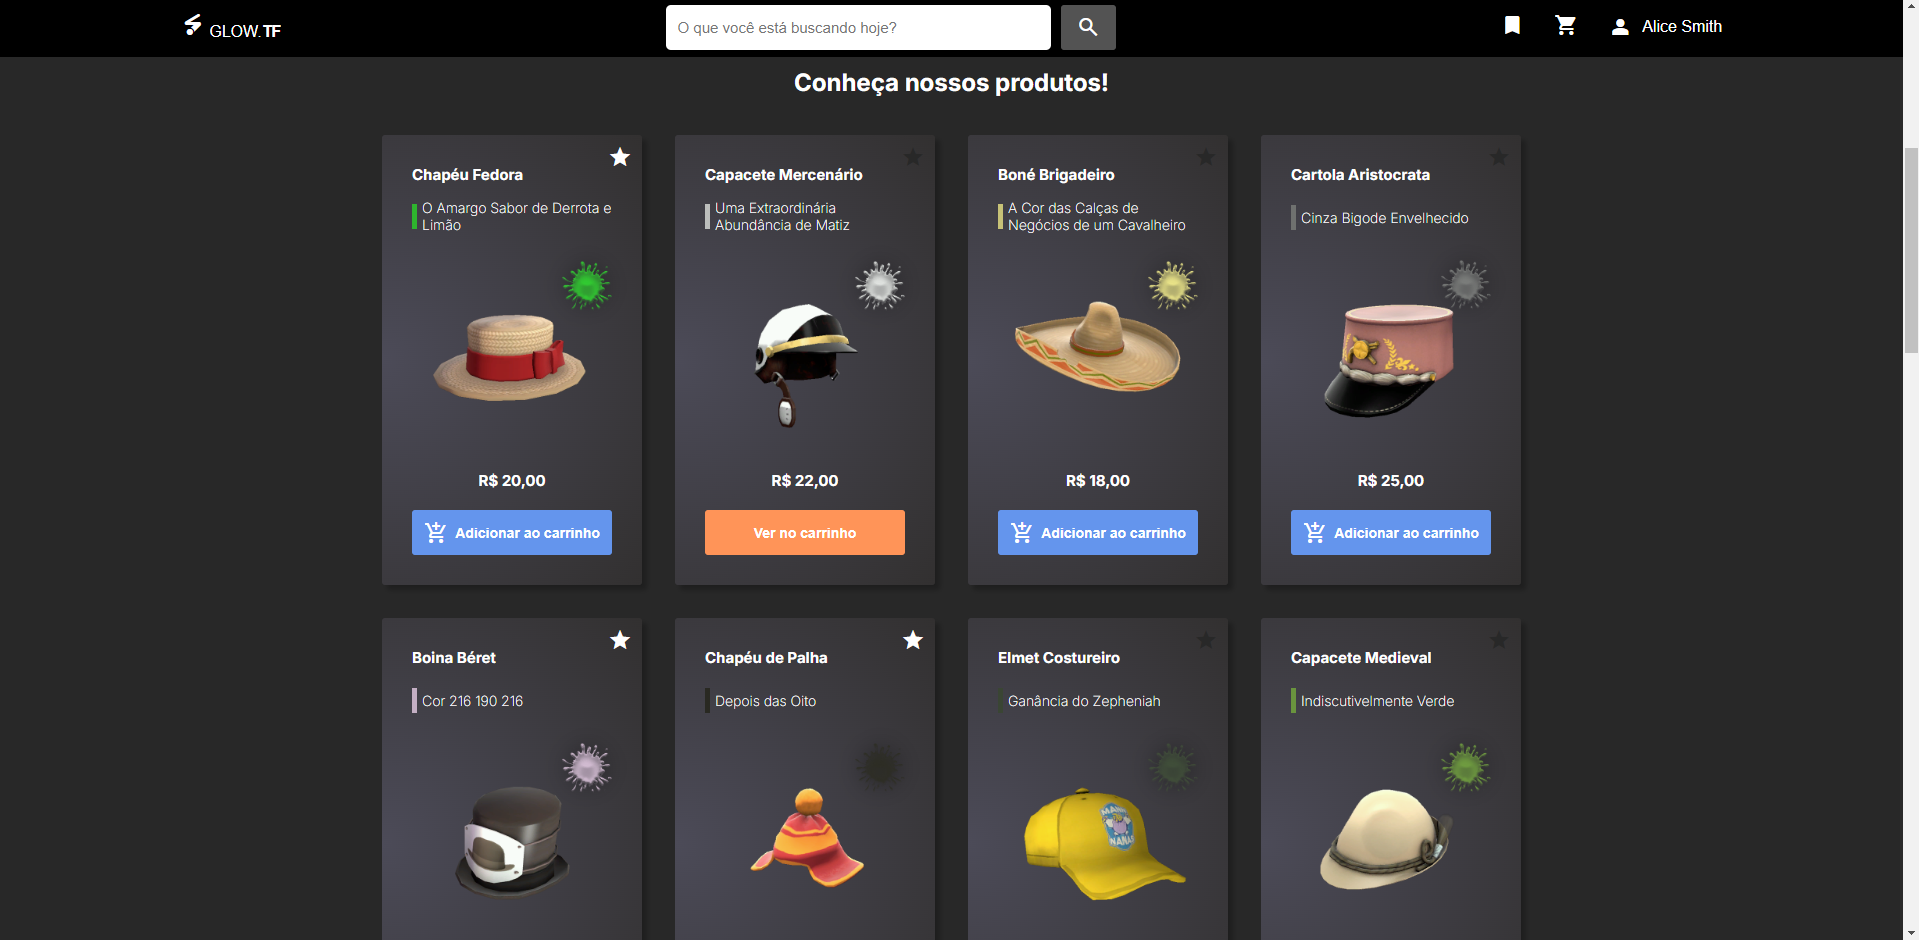 GLOW.TF
O que você está buscando hoje?
Alice Smith
Conheça nossos produtos!
Chapéu Fedora
O Amargo Sabor de Derrota e
Limão
R$ 20,00
Adicionar ao carrinho
Capacete Mercenário
Uma Extraordinária
Abundância de Matiz
R$ 22,00
Ver no carrinho
Boné Brigadeiro
A Cor das Calças de
Negócios de um Cavalheiro
R$ 18,00
Adicionar ao carrinho
Cartola Aristocrata
Cinza Bigode Envelhecido
R$ 25,00
Adicionar ao carrinho
Boina Béret
Cor 216 190 216
Chapéu de Palha
Depois das Oito
Elmet Costureiro
Ganância do Zepheniah
Capacete Medieval
Indiscutivelmente Verde